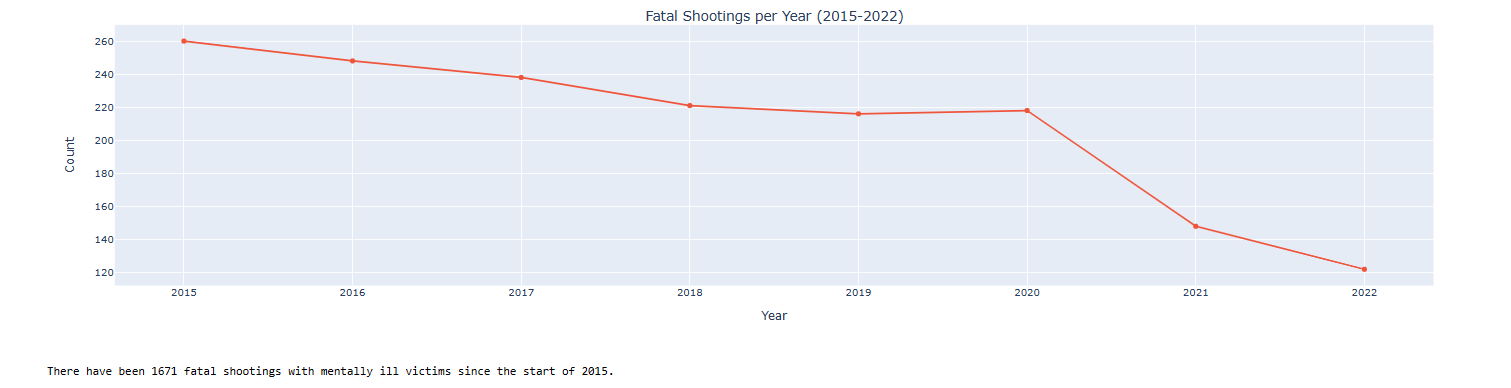 Fatal Shootings per Year (2015-2022)
260
240
220
200
180
160
140
120
Count
2015 2016 2017 2018 2019 2020 2021 2022
Year
There have been 1671 fatal shootings with mentally ill victims since the start of 2015.